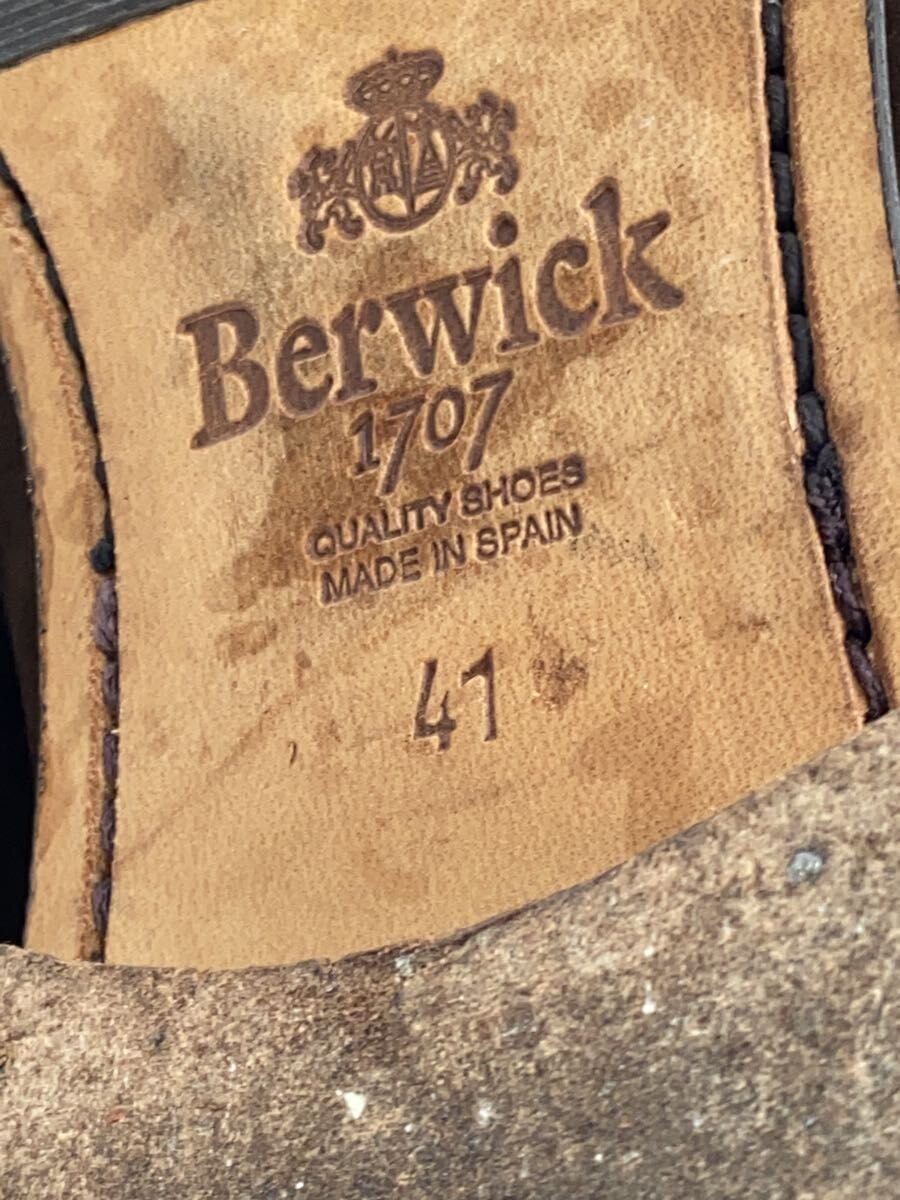 Berwick
1707
QUALITY SHOES
MADE IN SPAIN
41